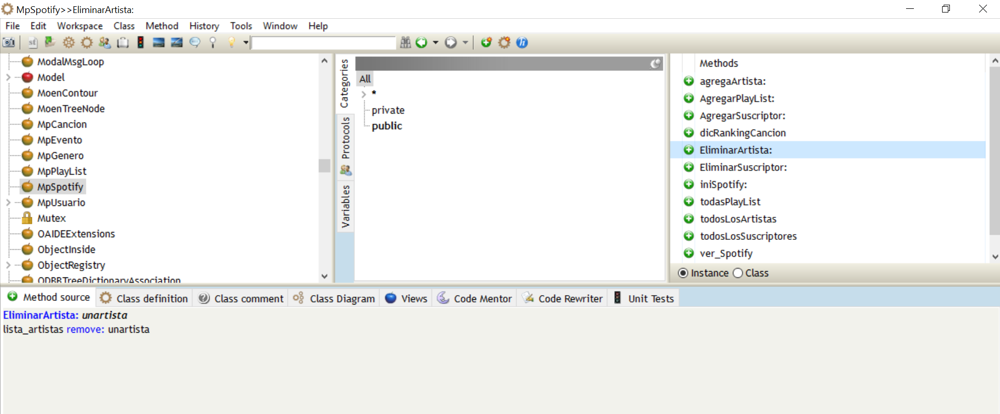 MpSpotify>>EliminarArtista:
File Edit Workspace Class Method History Tools Window Help
ModalMsgLoop
Model
MoenContour
MoenTreeNode
MpCancion
MpEvento
MpGenero
MpPlayList
MpSpotify
MpUsuario
Mutex
OAIDEExtensions
ObjectInside
ObjectRegistry
ODBBTreeDictionaryAssociation
Categories
Protocols
Variables
All
*
private
public
Methods
agregaArtista:
AgregarPlayList:
AgregarSuscriptor:
dicRankingCancion
EliminarArtista:
EliminarSuscriptor:
iniSpotify:
todasPlayList
todosLosArtistas
todosLosSuscriptores
ver_Spotify
Instance Class
Method source Class definition Class comment Class Diagram Views Code Mentor Code Rewriter Unit Tests
EliminarArtista: unartista
lista_artistas remove: unartista